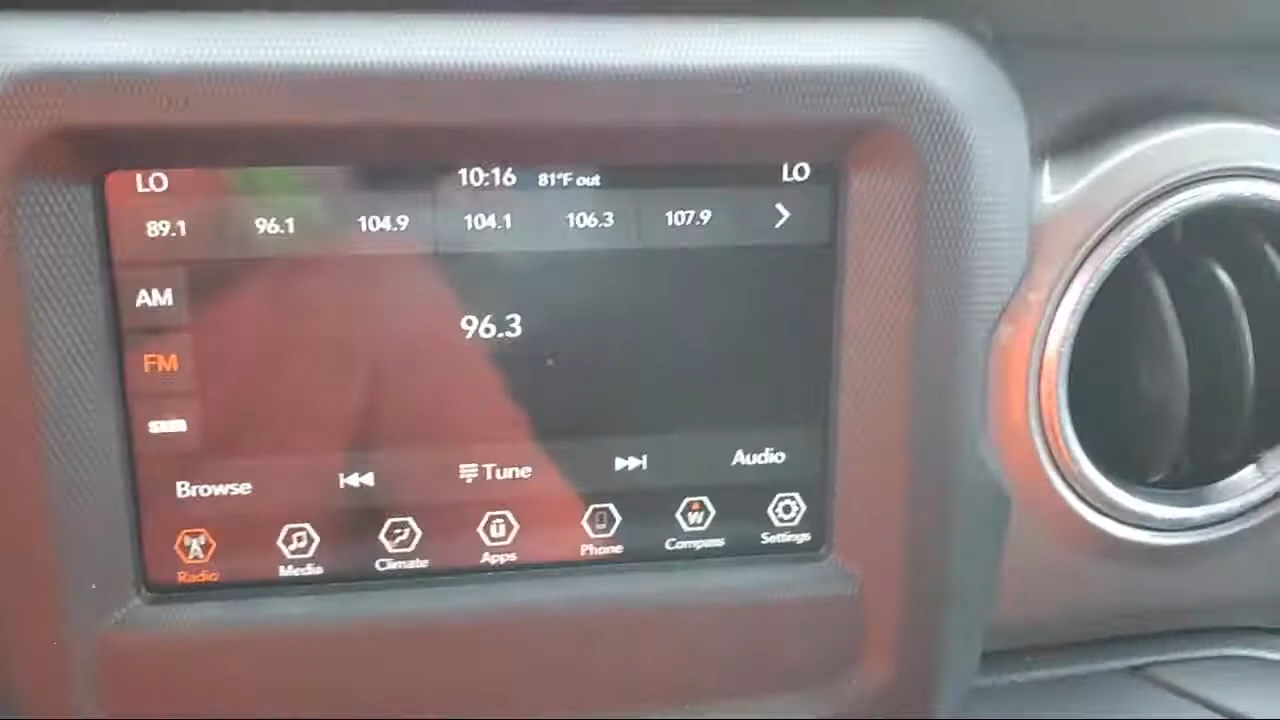 LO 10:16 81°F out LO
89.1 96.1 104.9 104.1 106.3 107.9
AM
96.3
FM
Browse Tune Audio
W
Radio Media Climate Apps Phone Compass Settings